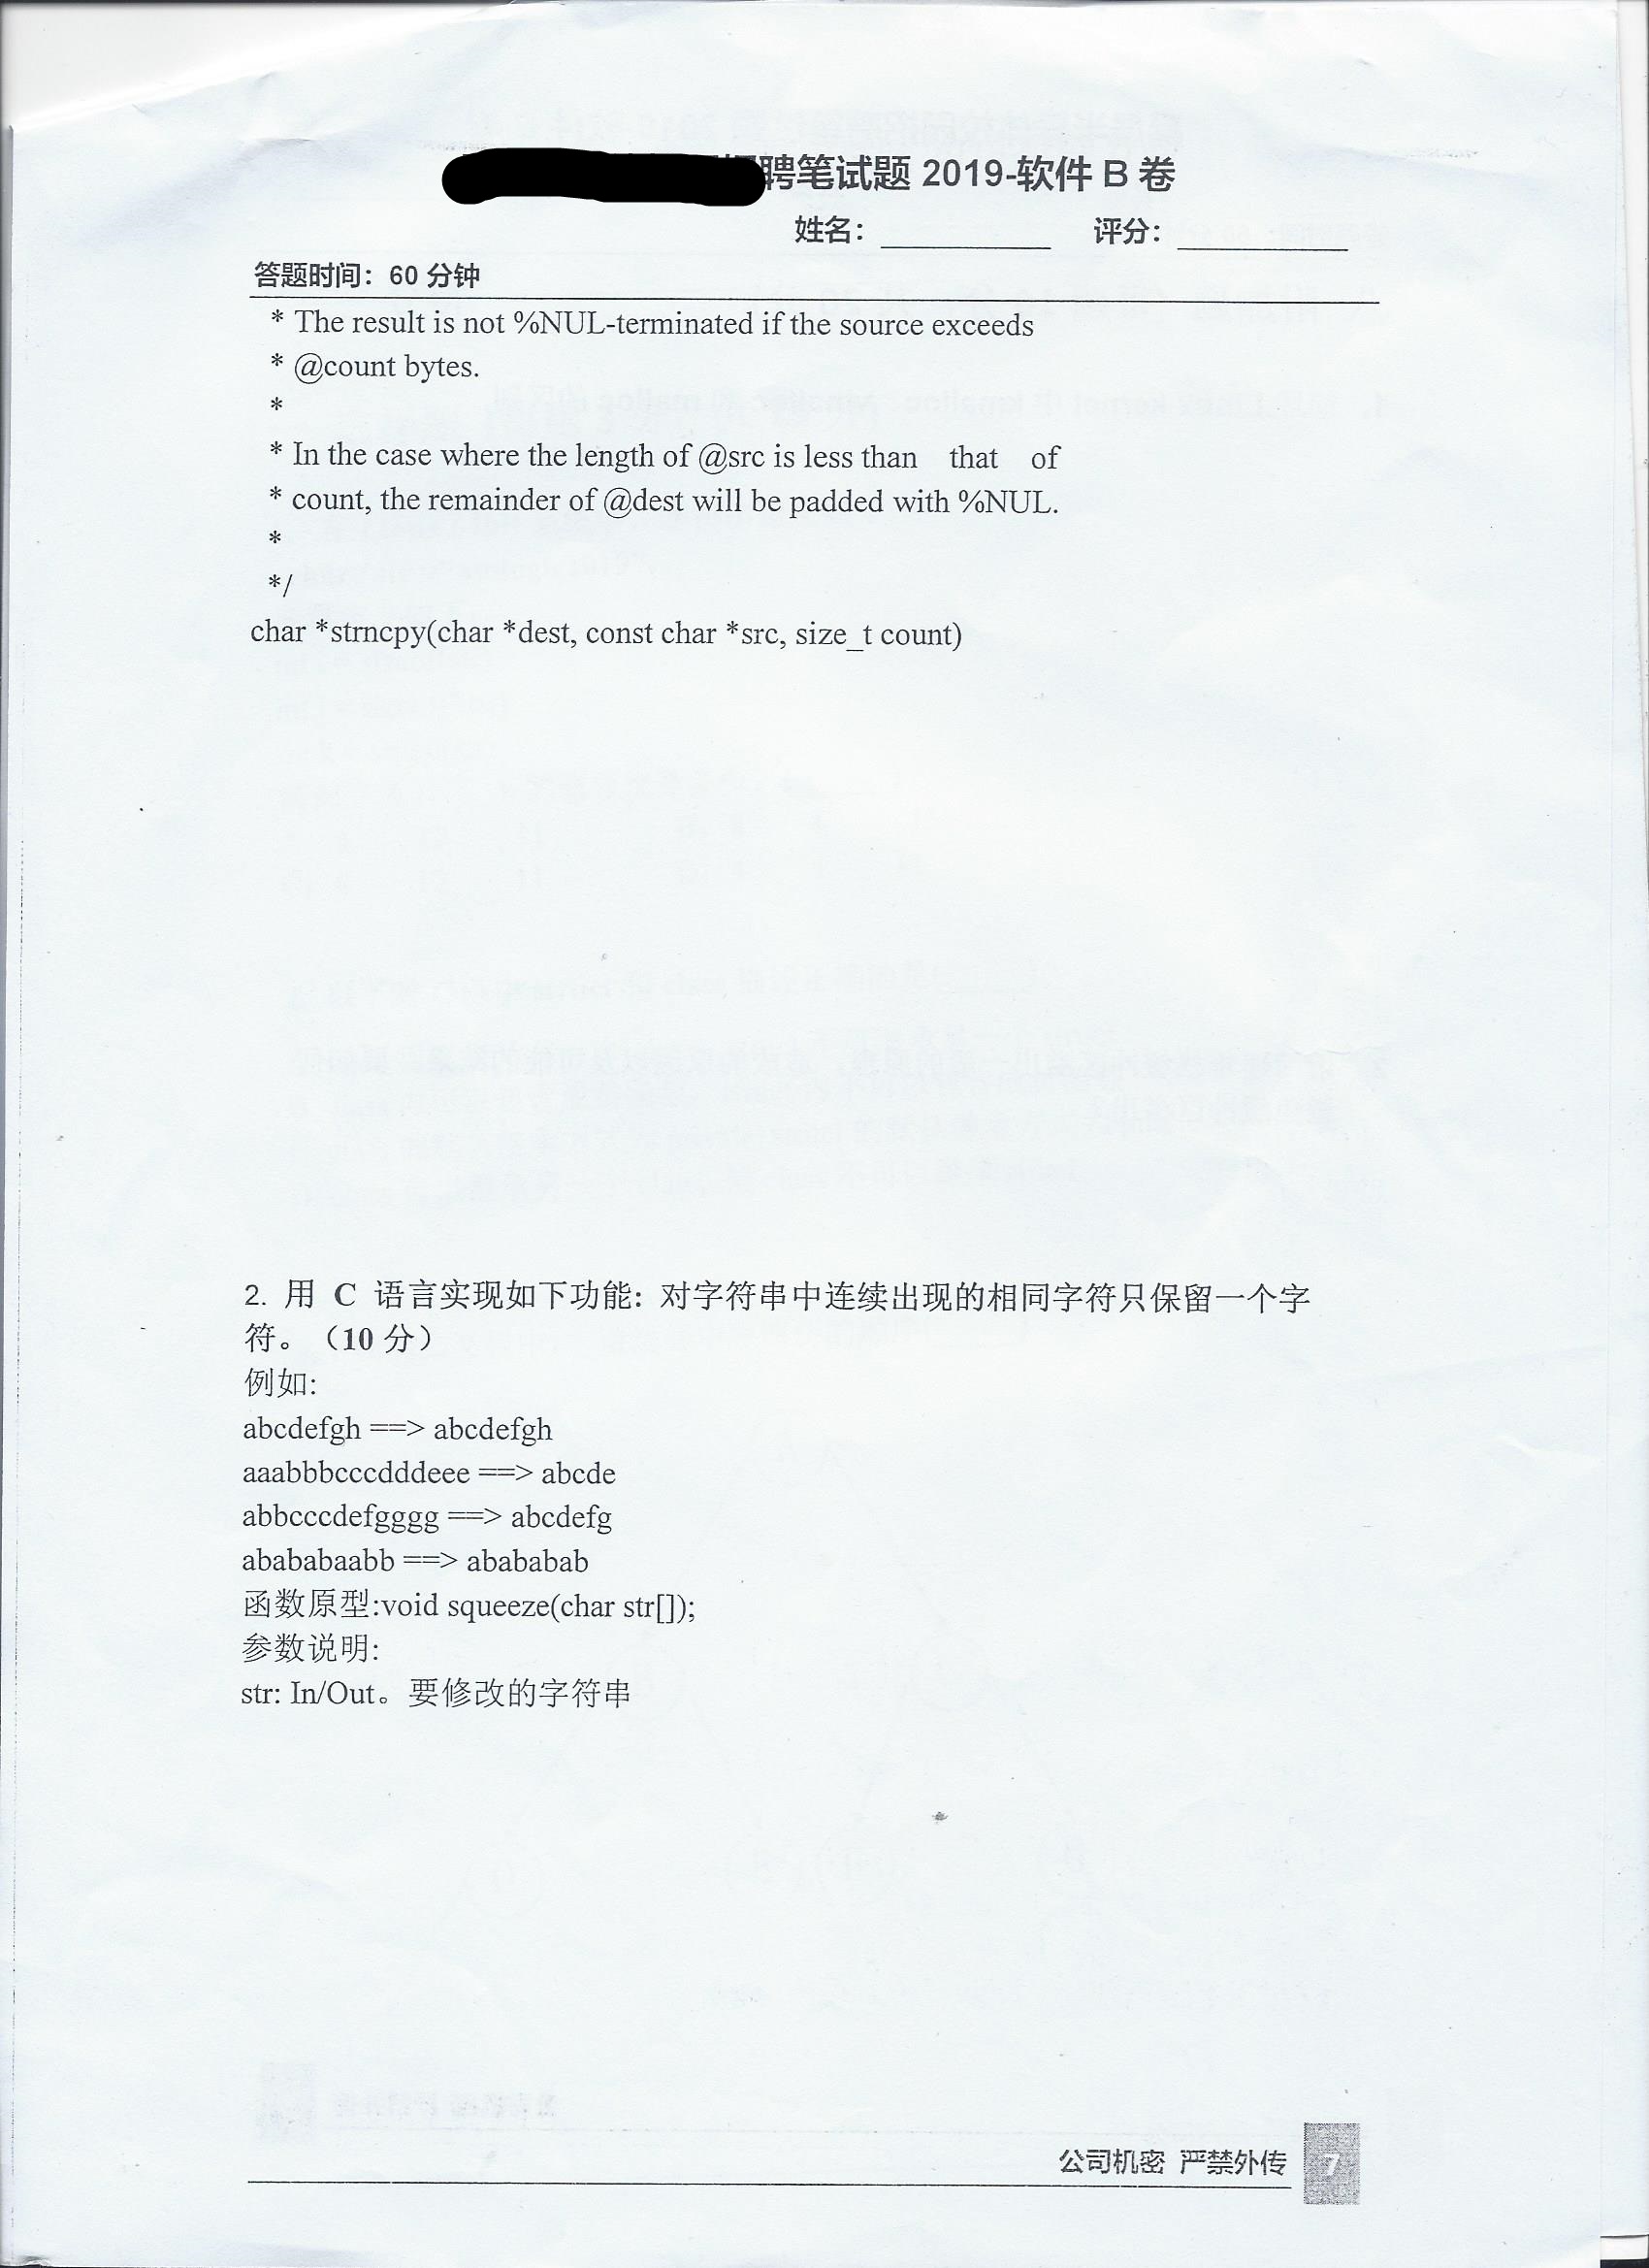 聘笔试题 2019-软件 B 卷
姓名： 评分：
答题时间：60 分钟
* The result is not %NUL-terminated if the source exceeds
* @count bytes.
*
* In the case where the length of @src is less than that of
* count, the remainder of @dest will be padded with %NUL.
*
*/
char *strncpy(char *dest, const char *src, size_t count)
2. 用 C 语言实现如下功能: 对字符串中连续出现的相同字符只保留一个字
符。（10 分）
例如:
abcdefgh ==> abcdefgh
aaabbbcccdddeee ==> abcde
abbcccdefgggg ==> abcdefg
abababaabb ==> abababab
函数原型:void squeeze(char str[]);
参数说明:
str: In/Out。要修改的字符串
公司机密 严禁外传 7